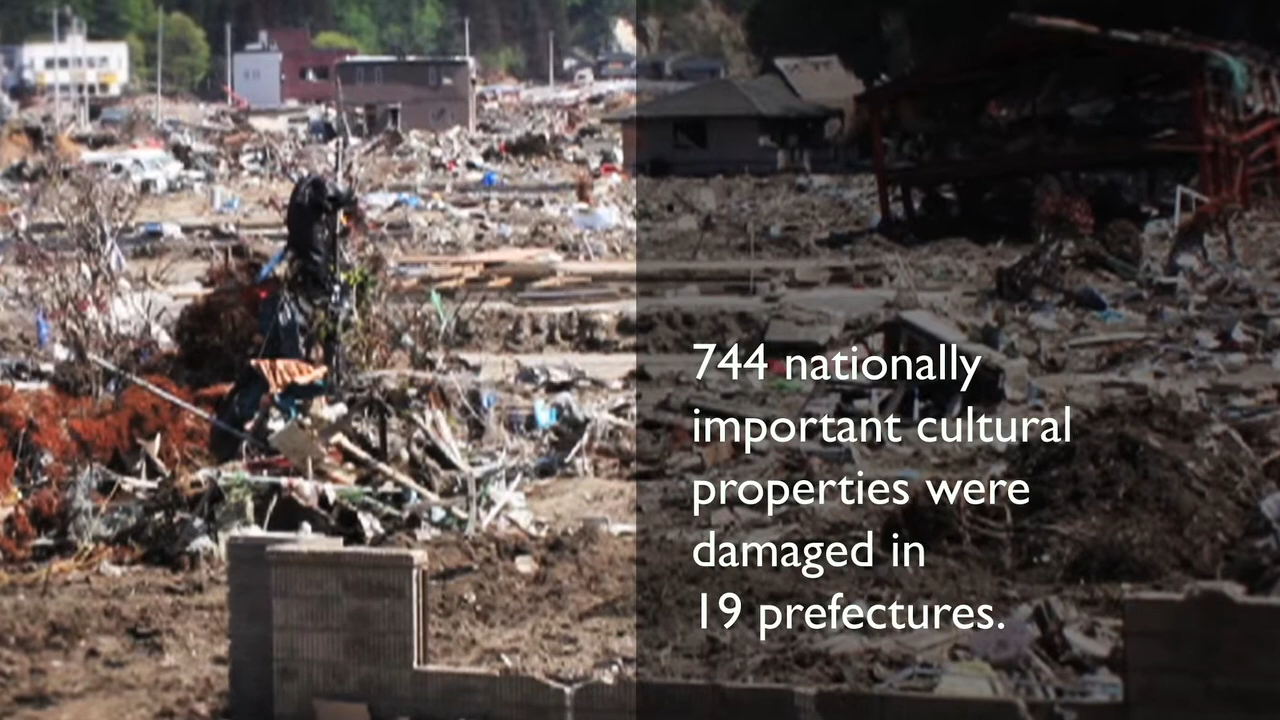 744 nationally
important cultural
properties were
damaged in
19 prefectures.